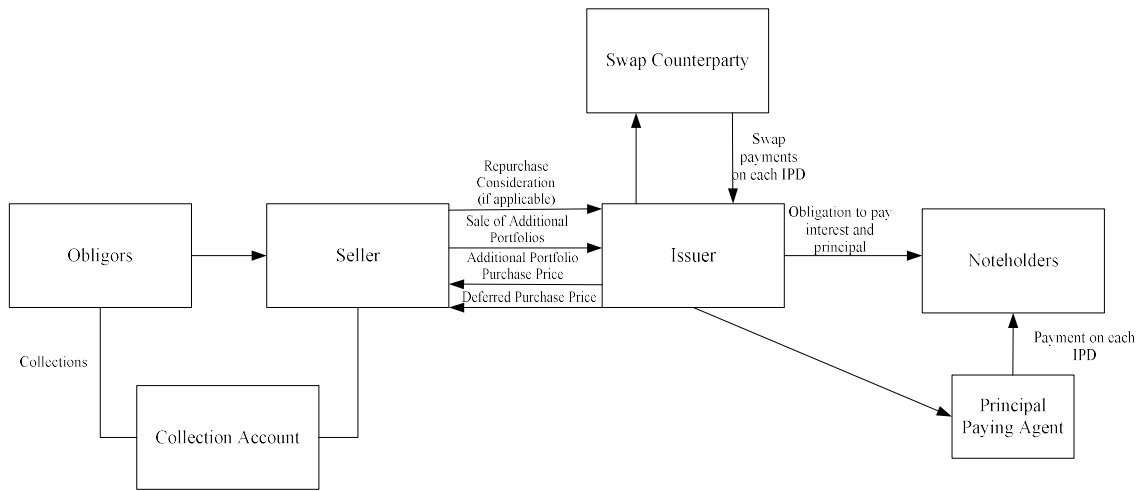 Swap Counterparty
Swap
payments
on each IPD
Repurchase
Consideration
(if applicable)
Sale of Additional
Portfolios
Additional Portfolio
Purchase Price
Deferred Purchase Price
Obligors
Seller
Issuer
Obligation to pay
interest and
principal
Noteholders
Collections
Collection Account
Payment on each
IPD
Principal
Paying Agent